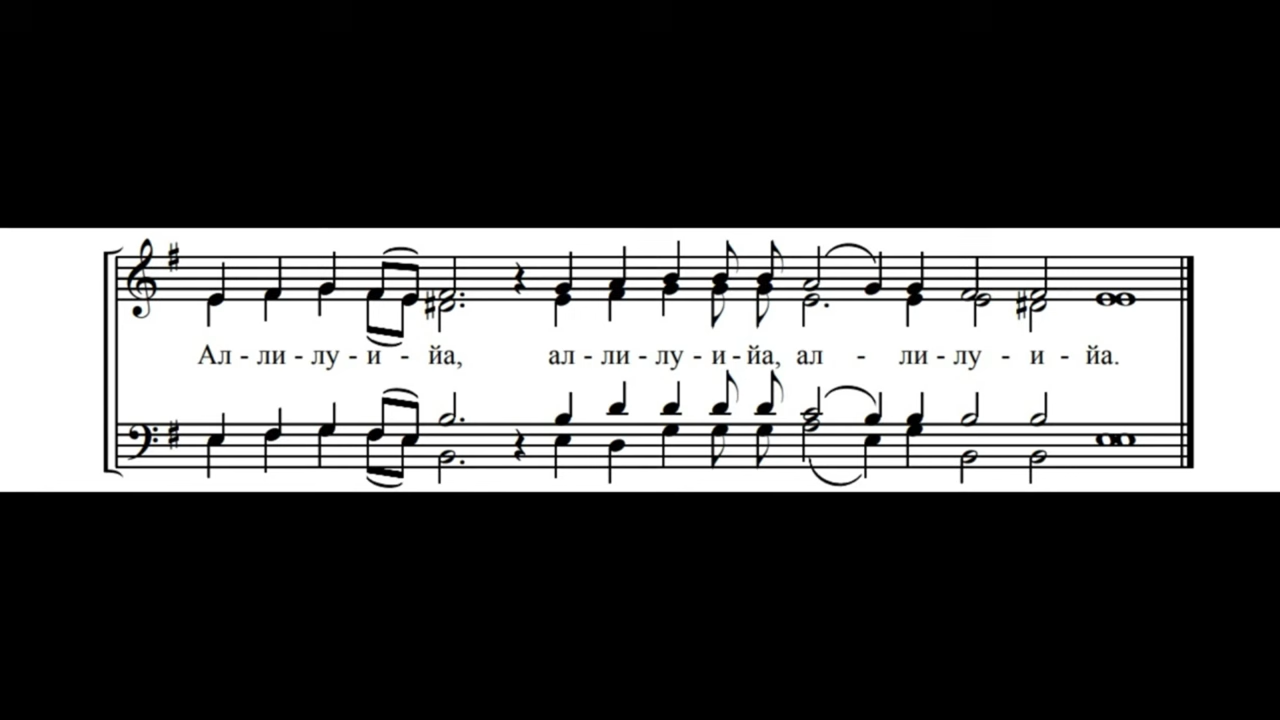 Ал - ли - лу - и - йа, ал - ли - лу - и - йа, ал - ли - лу - и - йа.